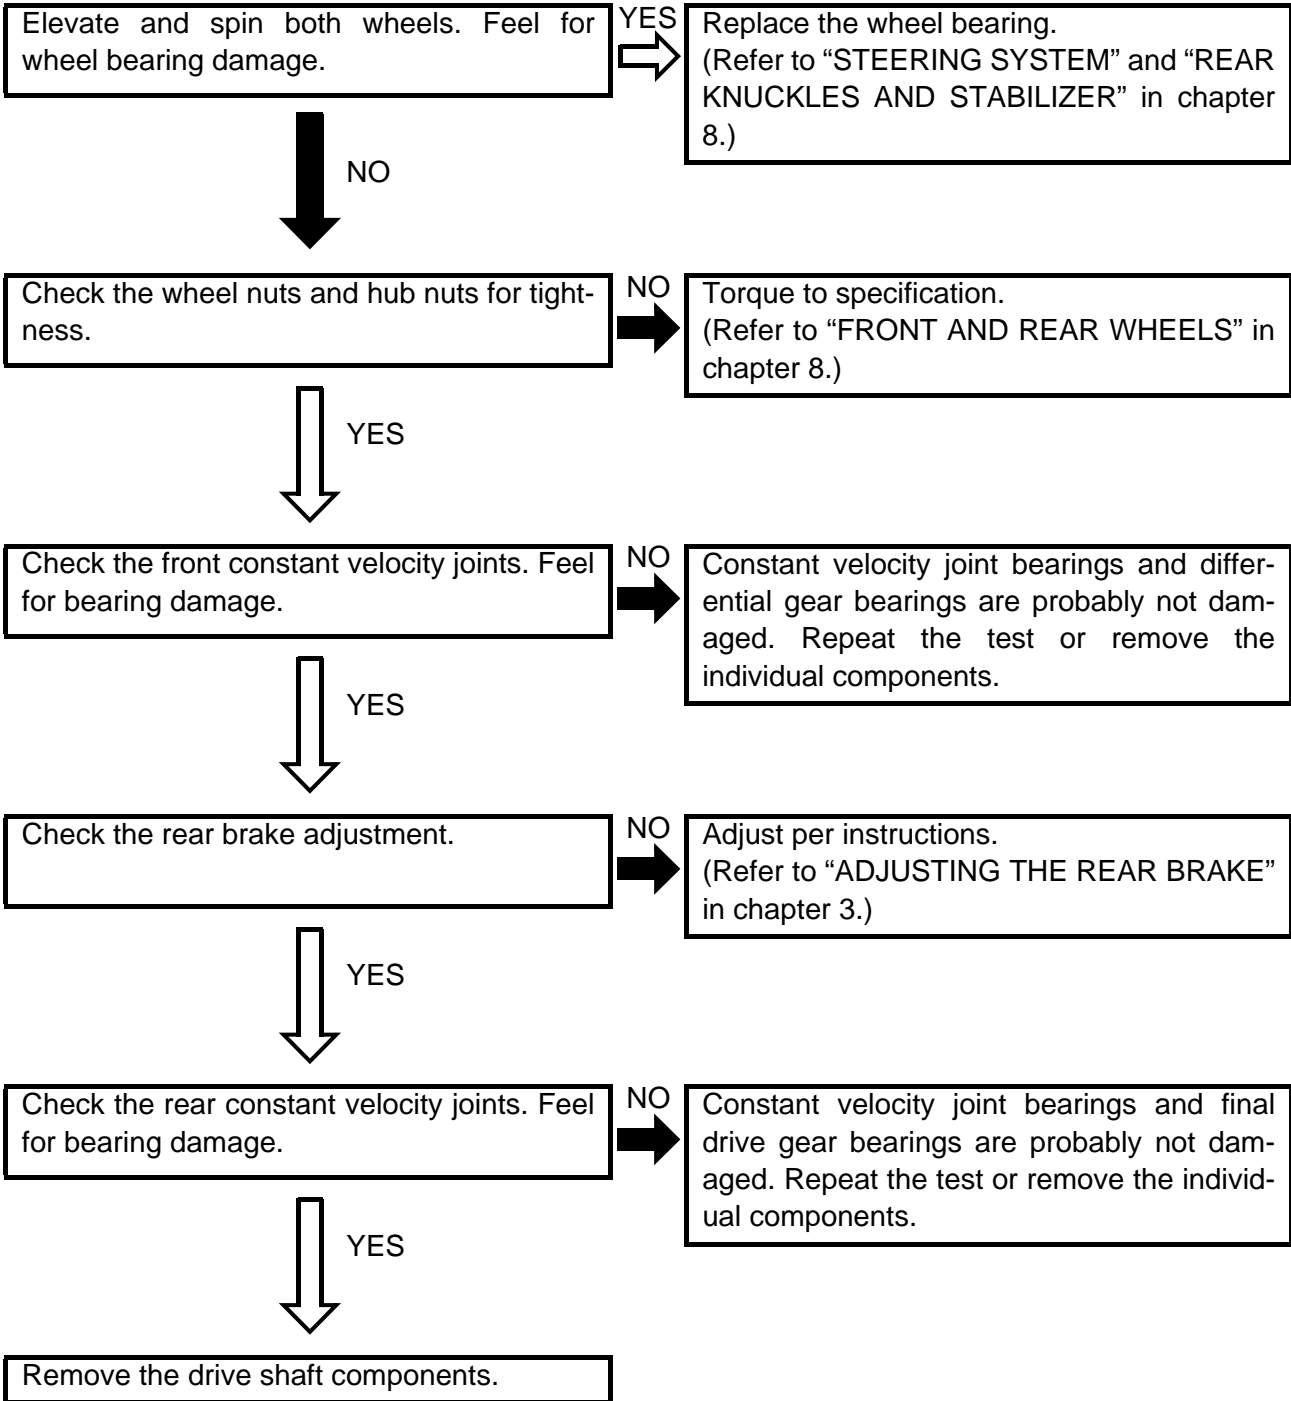 Elevate and spin both wheels. Feel for
wheel bearing damage.
YES
Replace the wheel bearing.
(Refer to “STEERING SYSTEM” and “REAR
KNUCKLES AND STABILIZER” in chapter
8.)
NO
Check the wheel nuts and hub nuts for tight-
ness.
NO
Torque to specification.
(Refer to “FRONT AND REAR WHEELS” in
chapter 8.)
YES
Check the front constant velocity joints. Feel
for bearing damage.
NO
Constant velocity joint bearings and differ-
ential gear bearings are probably not dam-
aged. Repeat the test or remove the
individual components.
YES
Check the rear brake adjustment.
NO
Adjust per instructions.
(Refer to “ADJUSTING THE REAR BRAKE”
in chapter 3.)
YES
Check the rear constant velocity joints. Feel
for bearing damage.
NO
Constant velocity joint bearings and final
drive gear bearings are probably not dam-
aged. Repeat the test or remove the individ-
ual components.
YES
Remove the drive shaft components.